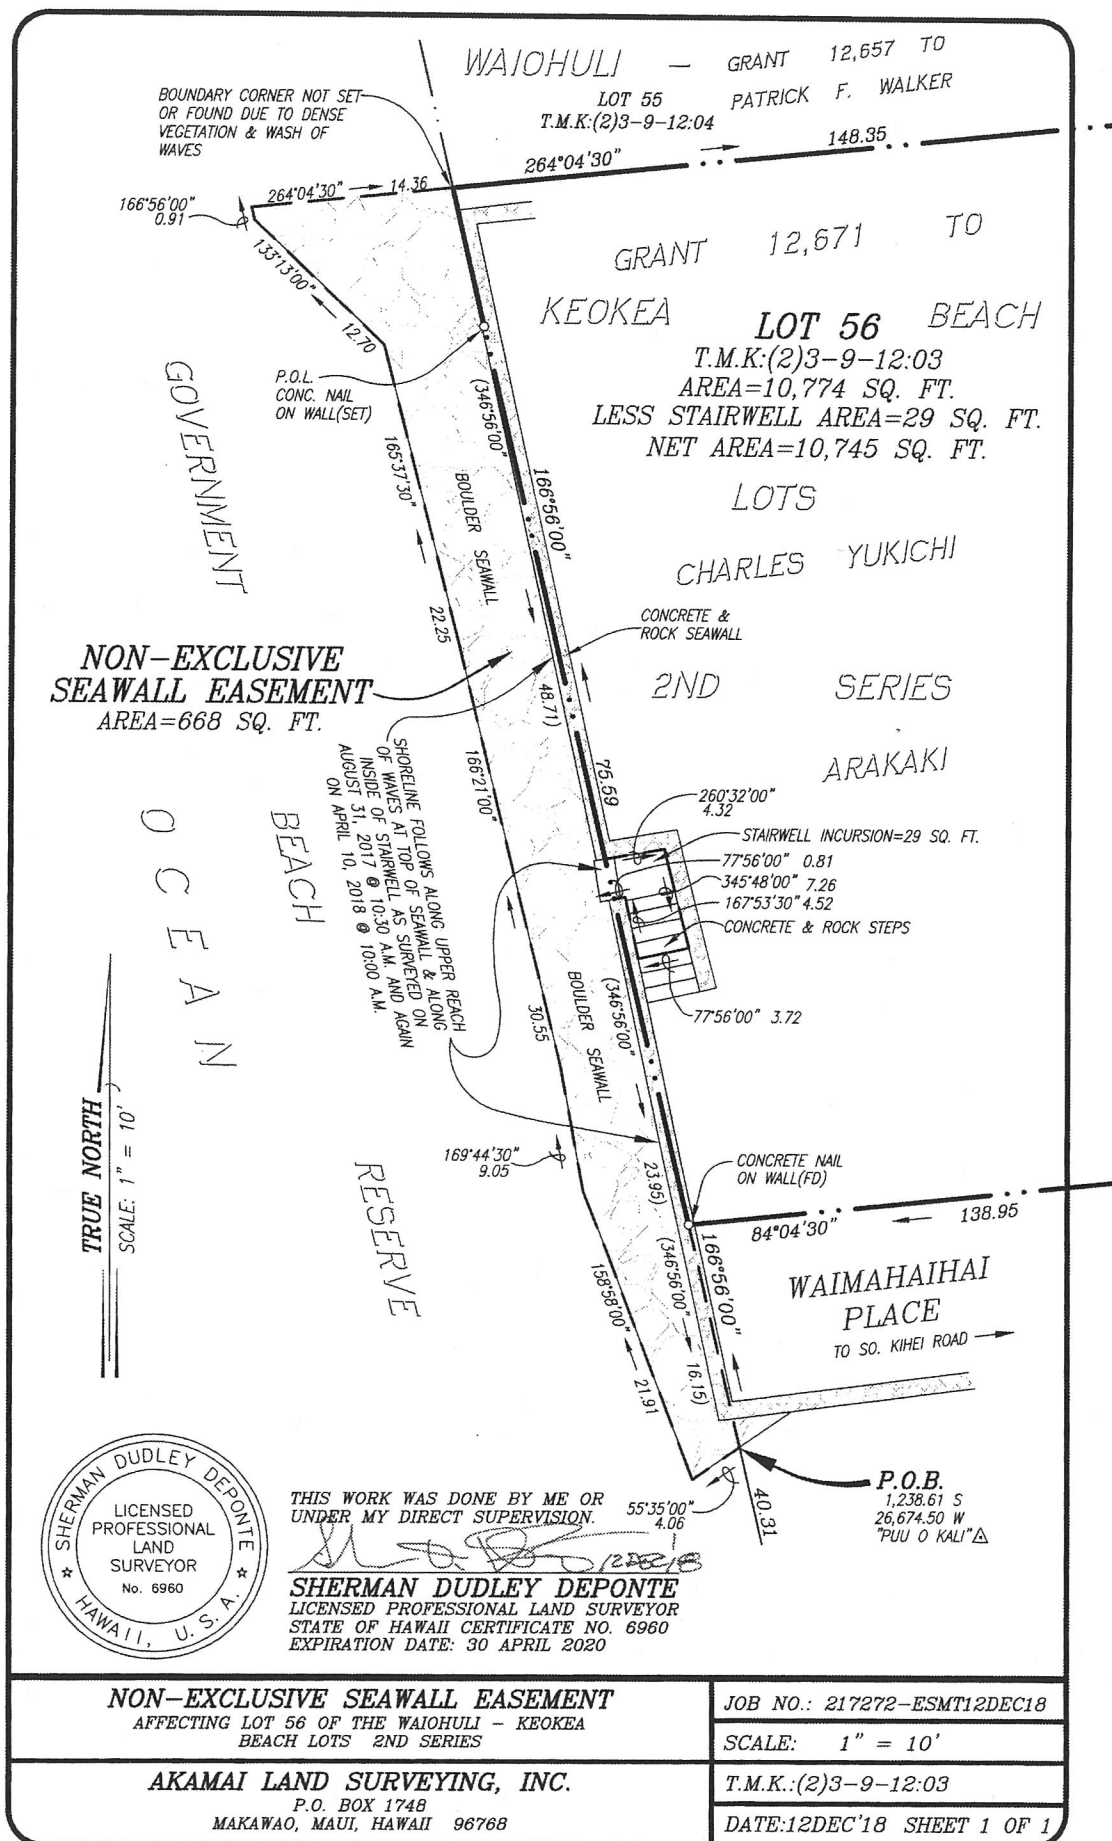 WAIOHULI — GRANT 12,657 TO
PATRICK F. WALKER
LOT 55
T.M.K:(2)3-9-12:04
BOUNDARY CORNER NOT SET
OR FOUND DUE TO DENSE
VEGETATION & WASH OF
WAVES
264°04'30"
148.35
264°04'30"
14.36
166°56'00"
0.91
133°13'00"
12.70
GRANT 12,671 TO
KEOKEA BEACH
LOT 56
T.M.K:(2)3-9-12:03
AREA=10,774 SQ. FT.
LESS STAIRWELL AREA=29 SQ. FT.
NET AREA=10,745 SQ. FT.
P.O.L.
CONC. NAIL
ON WALL(SET)
(346°56'00"
165°37'30"
GOVERNMENT
BOULDER SEAWALL
166°56'00"
LOTS
CHARLES YUKICHI
22.25
CONCRETE &
ROCK SEAWALL
NON-EXCLUSIVE
SEAWALL EASEMENT
AREA=668 SQ. FT.
48.71)
2ND SERIES
ARAKAKI
SHORELINE FOLLOWS ALONG UPPER REACH
OF WAVES AT TOP OF SEAWALL & ALONG
INSIDE OF STAIRWELL AS SURVEYED ON
AUGUST 31, 2017 @ 10:30 A.M. AND AGAIN
ON APRIL 10, 2018 @ 10:00 A.M.
166°21'00"
75.59
260°32'00"
4.32
STAIRWELL INCURSION=29 SQ. FT.
77°56'00" 0.81
345°48'00" 7.26
167°53'30" 4.52
CONCRETE & ROCK STEPS
77°56'00" 3.72
OCEAN
BEACH
30.55
BOULDER SEAWALL
(346°56'00"
TRUE NORTH
SCALE: 1" = 10'
169°44'30"
9.05
RESERVE
23.95)
CONCRETE NAIL
ON WALL(FD)
84°04'30"
138.95
158°58'00"
21.91
(346°56'00"
16.15)
166°56'00"
WAIMAHAIHAI
PLACE
TO SO. KIHEI ROAD
P.O.B.
1,238.61 S
26,674.50 W
"PUU O KALI"
40.31
55°35'00"
4.06
SHERMAN DUDLEY DEPONTE
LICENSED
PROFESSIONAL
LAND
SURVEYOR
No. 6960
HAWAII, U.S.A.
THIS WORK WAS DONE BY ME OR
UNDER MY DIRECT SUPERVISION.
12DEC18
SHERMAN DUDLEY DEPONTE
LICENSED PROFESSIONAL LAND SURVEYOR
STATE OF HAWAII CERTIFICATE NO. 6960
EXPIRATION DATE: 30 APRIL 2020
NON-EXCLUSIVE SEAWALL EASEMENT
AFFECTING LOT 56 OF THE WAIOHULI - KEOKEA
BEACH LOTS 2ND SERIES
AKAMAI LAND SURVEYING, INC.
P.O. BOX 1748
MAKAWAO, MAUI, HAWAII 96768
JOB NO.: 217272-ESMT12DEC18
SCALE: 1" = 10'
T.M.K.:(2)3-9-12:03
DATE:12DEC'18 SHEET 1 OF 1